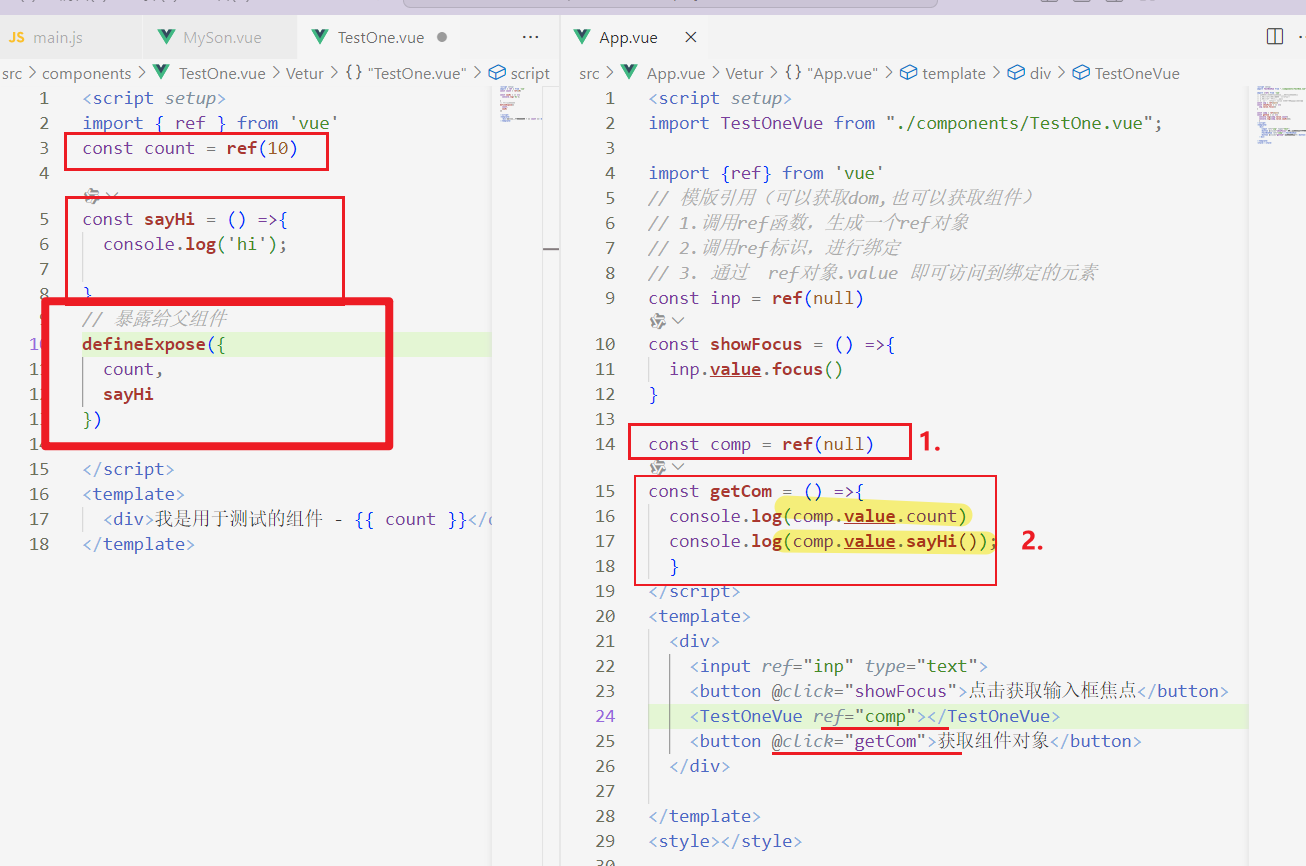 JS main.js
MySon.vue
TestOne.vue
App.vue
src > components > TestOne.vue > Vetur > {} "TestOne.vue" > script
1 <script setup>
2 import { ref } from 'vue'
3 const count = ref(10)
4
5 const sayHi = () =>{
6 console.log('hi');
7
8 }
9 // 暴露给父组件
10 defineExpose({
11 count,
12 sayHi
13 })
14
15 </script>
16 <template>
17 <div>我是用于测试的组件 - {{ count }}</
18 </template>
src > App.vue > Vetur > {} "App.vue" > template > div > TestOneVue
1 <script setup>
2 import TestOneVue from "./components/TestOne.vue";
3
4 import {ref} from 'vue'
5 // 模版引用（可以获取dom,也可以获取组件）
6 // 1.调用ref函数，生成一个ref对象
7 // 2.调用ref标识，进行绑定
8 // 3. 通过 ref对象.value 即可访问到绑定的元素
9 const inp = ref(null)
10 const showFocus = () =>{
11 inp.value.focus()
12 }
13
14 const comp = ref(null)
1.
15 const getCom = () =>{
16 console.log(comp.value.count)
17 console.log(comp.value.sayHi());
2.
18 }
19 </script>
20 <template>
21 <div>
22 <input ref="inp" type="text">
23 <button @click="showFocus">点击获取输入框焦点</button>
24 <TestOneVue ref="comp"></TestOneVue>
25 <button @click="getCom">获取组件对象</button>
26 </div>
27
28 </template>
29 <style></style>